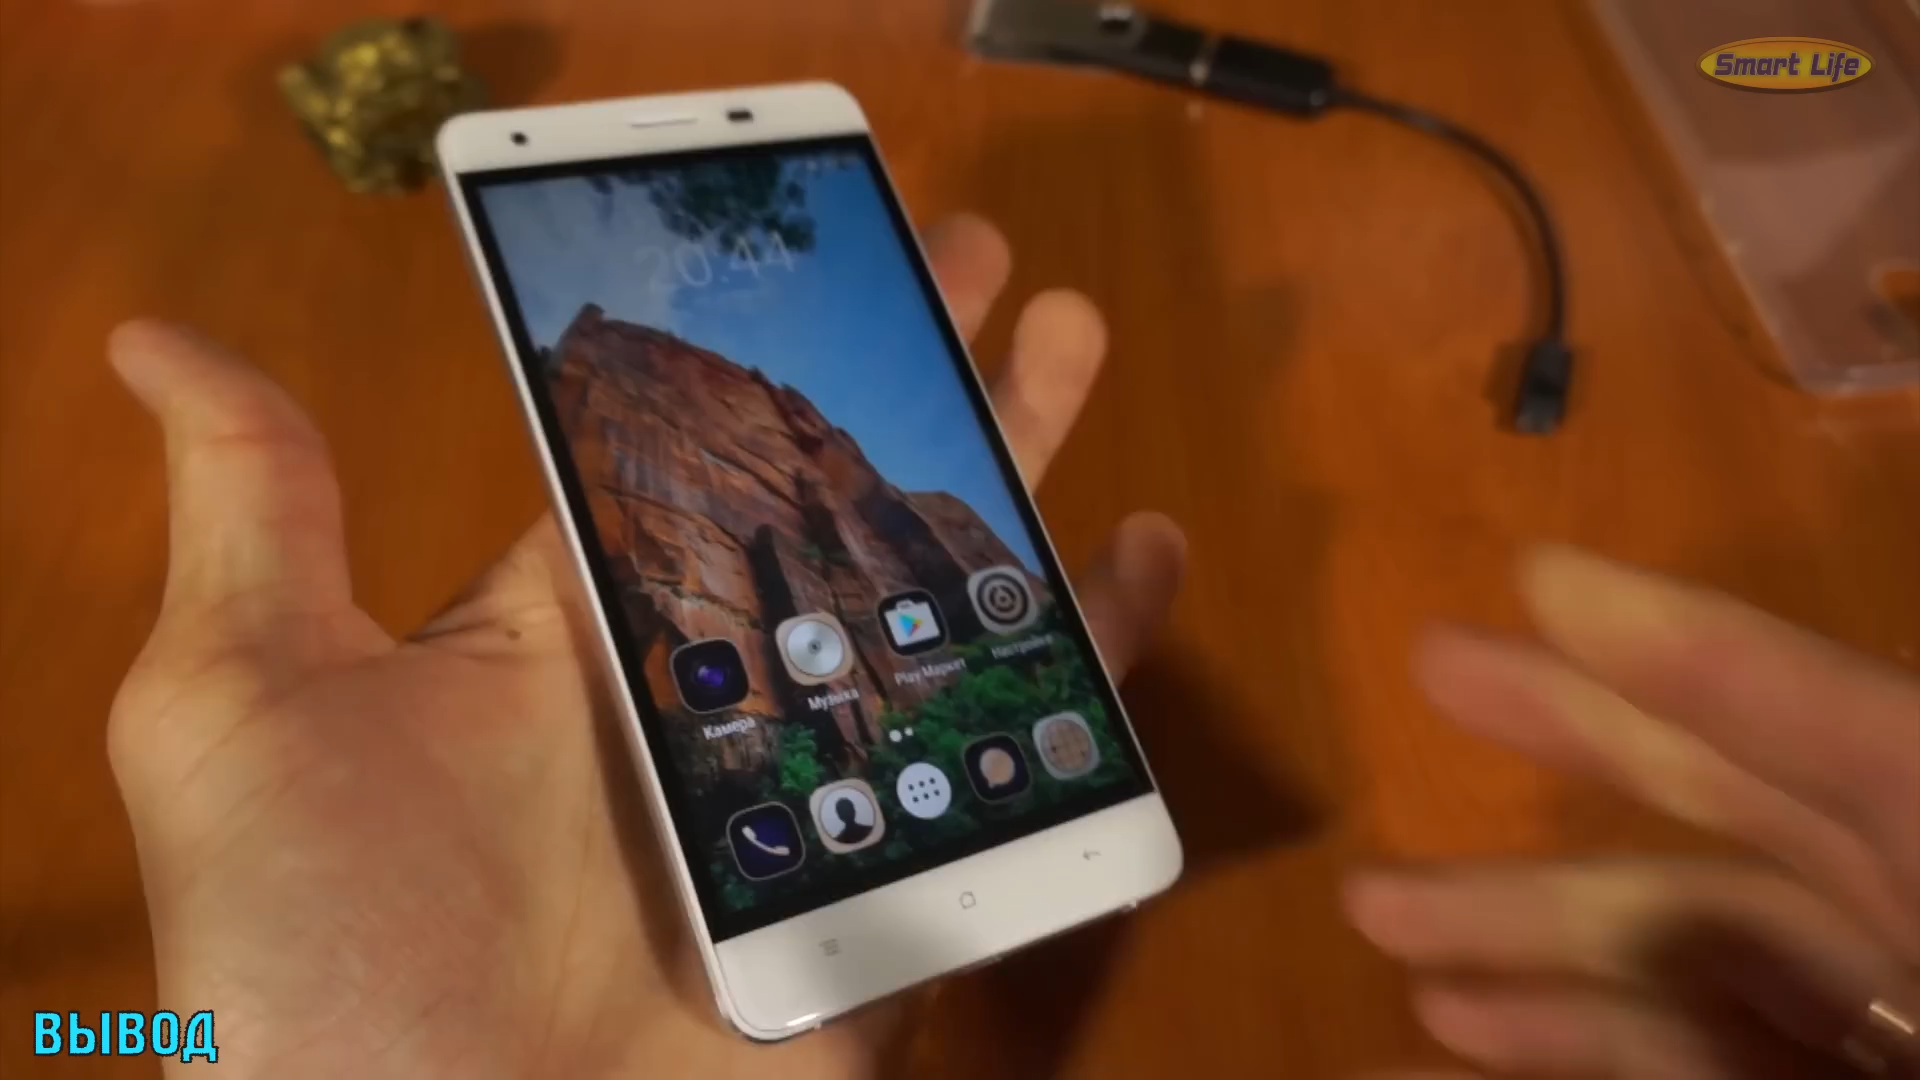 Smart Life
20:44
Камера
Музыка
Play Маркет
Настройки
ВЫВОД